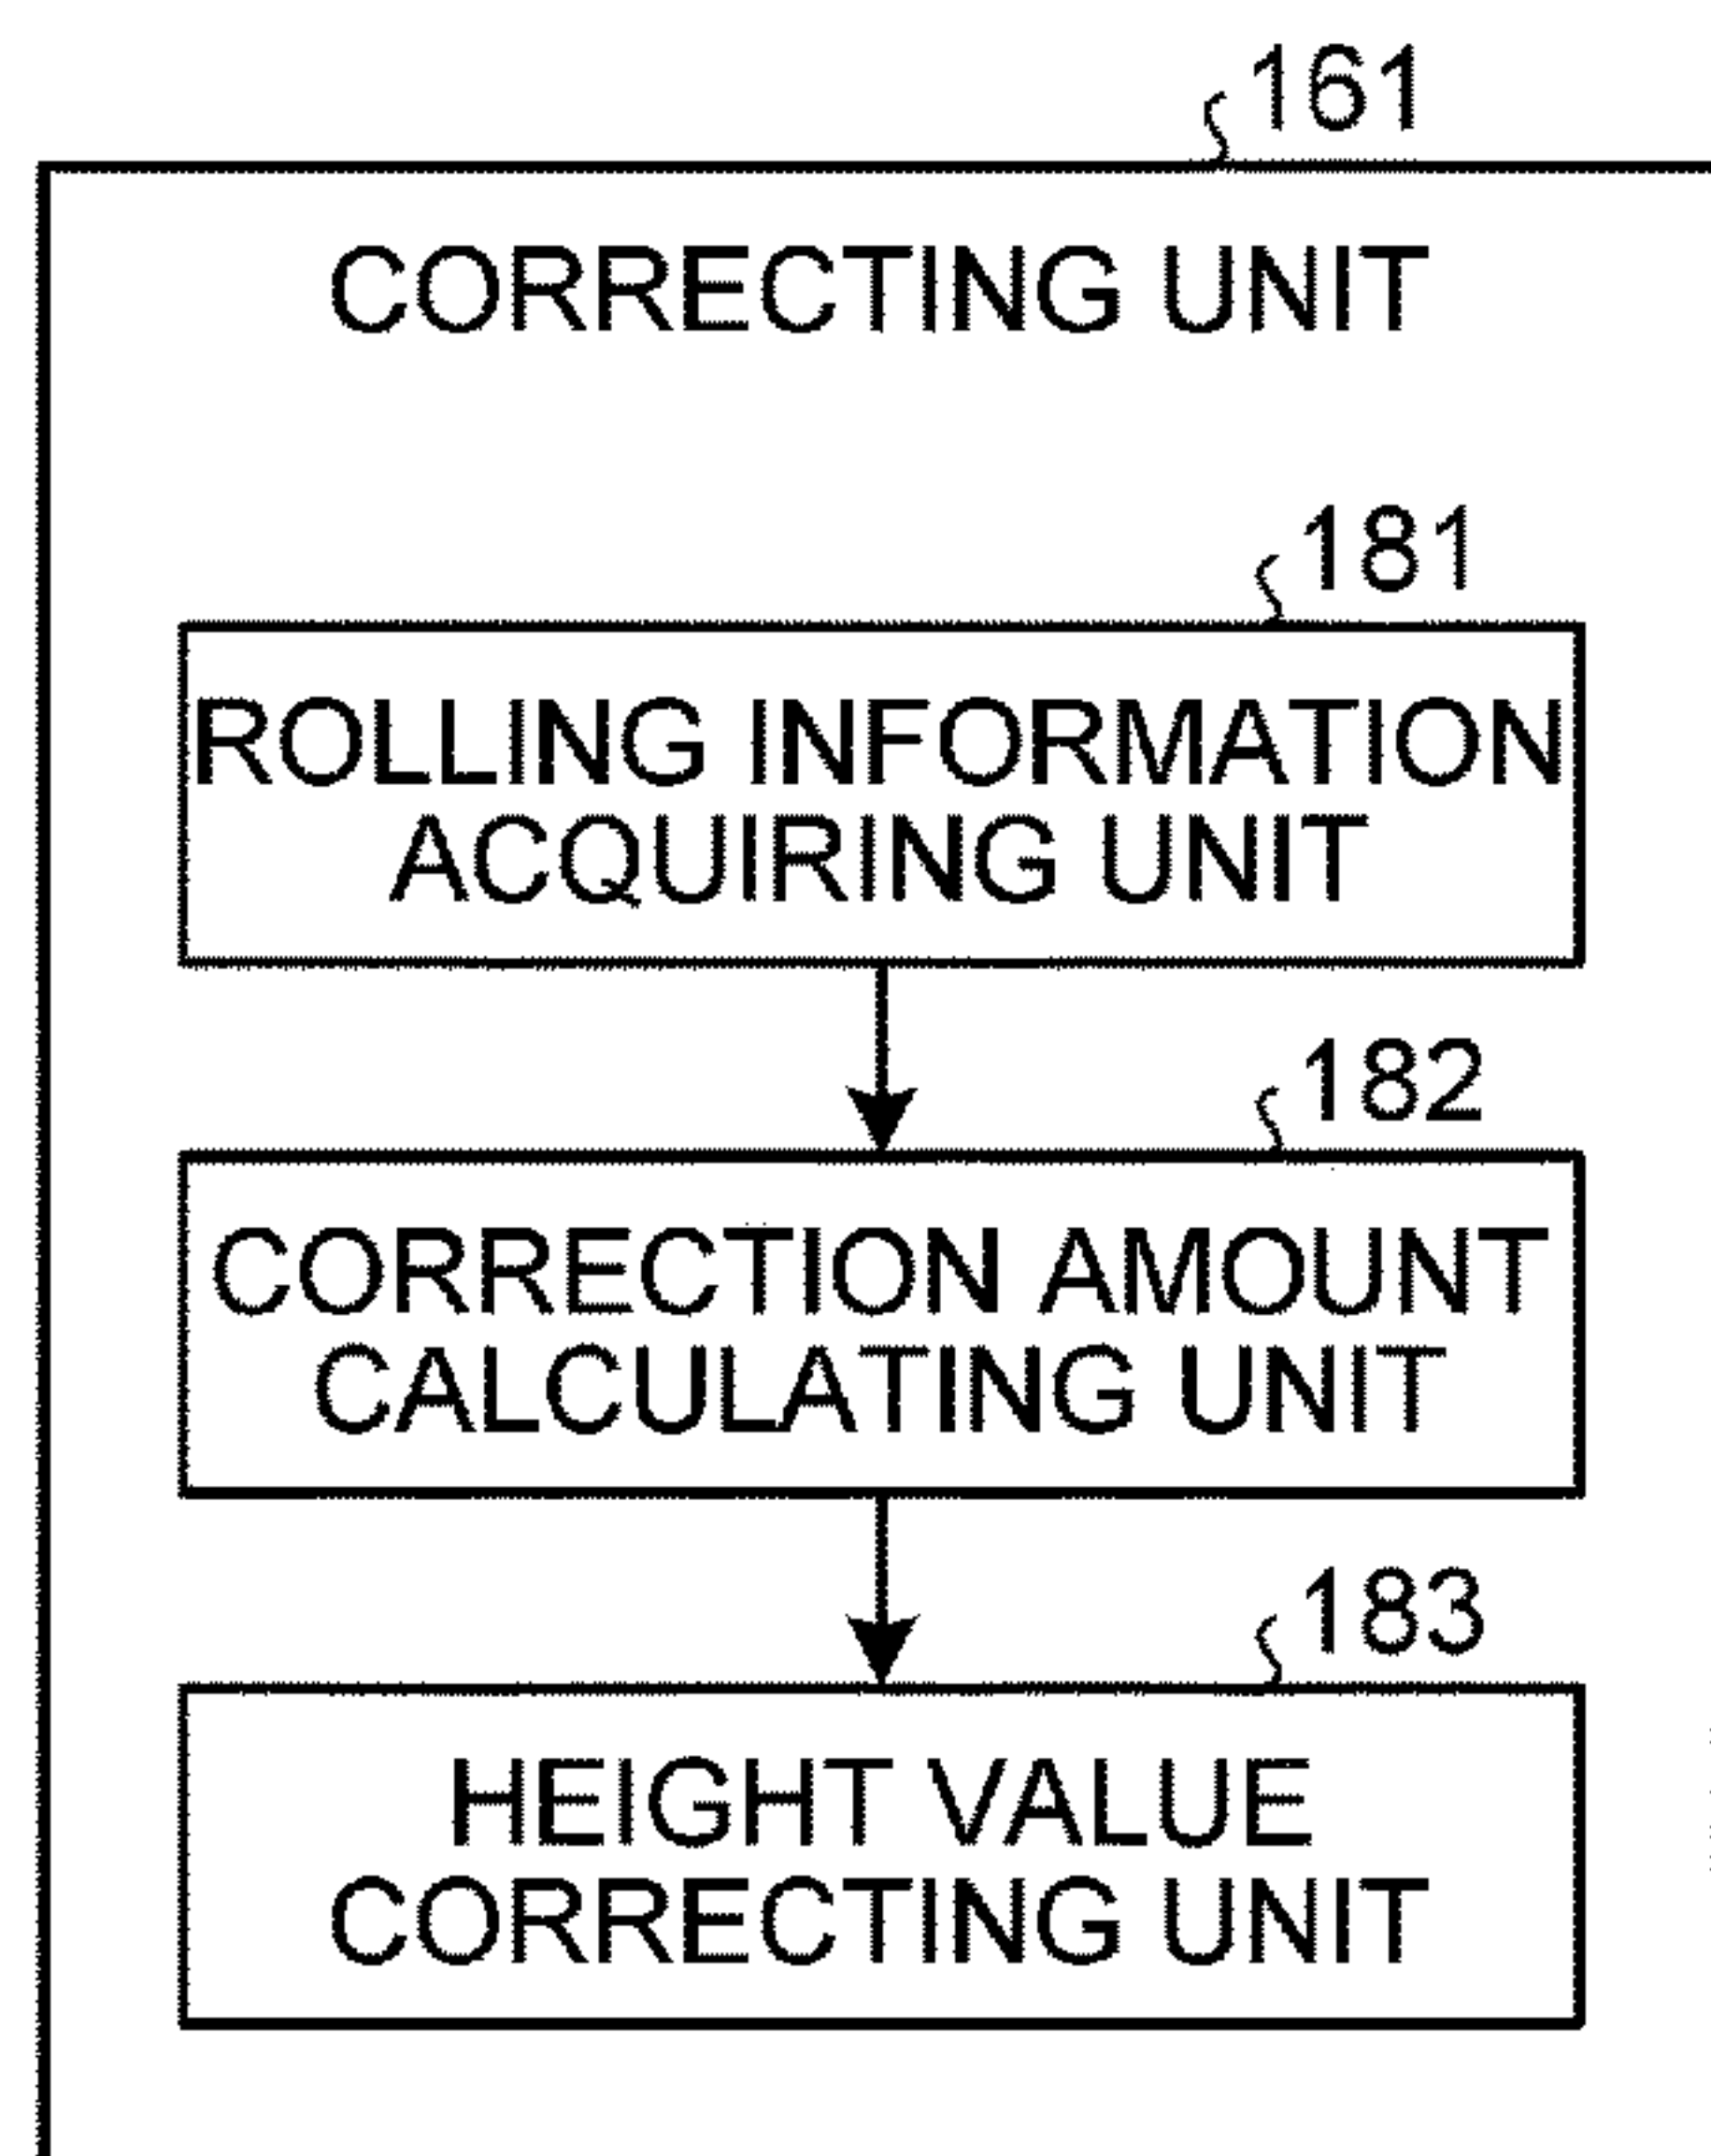 161
CORRECTING UNIT
181
ROLLING INFORMATION
ACQUIRING UNIT
182
CORRECTION AMOUNT
CALCULATING UNIT
183
HEIGHT VALUE
CORRECTING UNIT